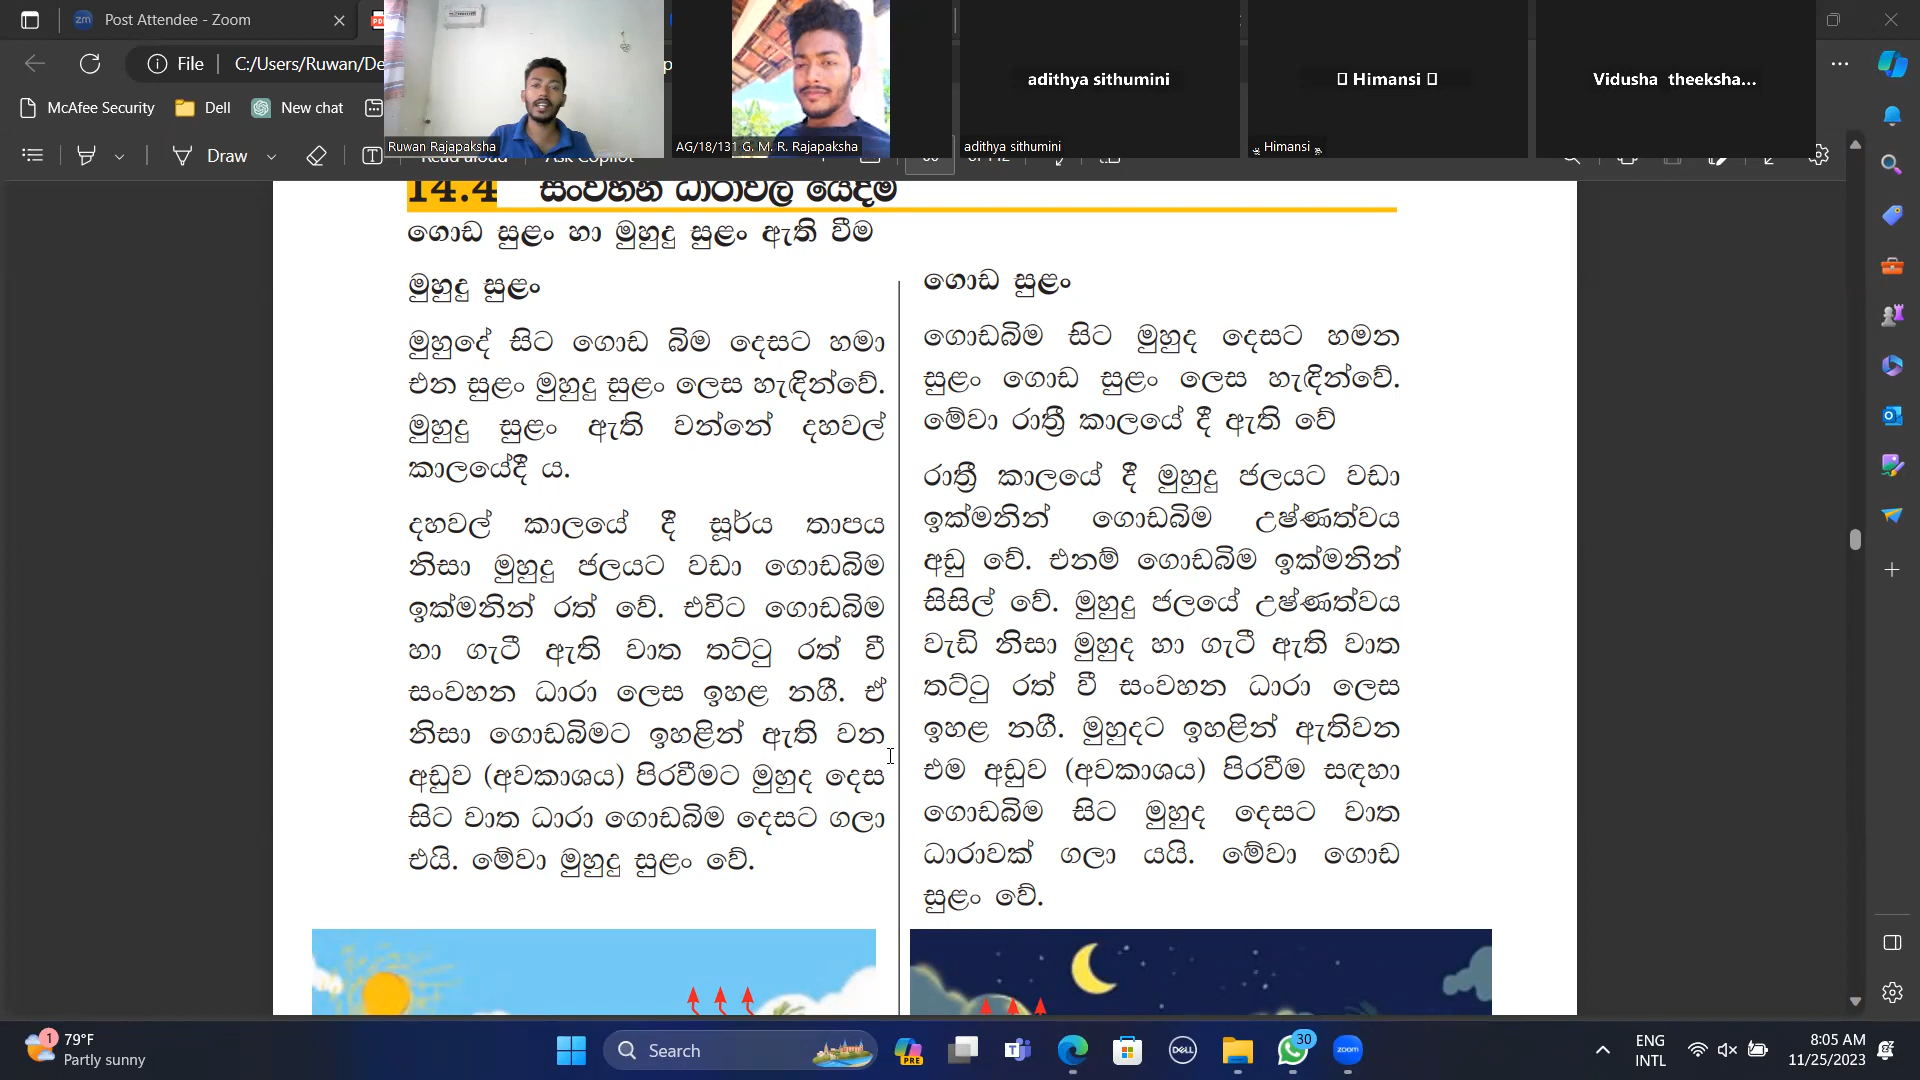 Post Attendee - Zoom
File
C:/Users/Ruwan/De
McAfee Security
Dell
New chat
Draw
Ruwan Rajapaksha
AG/18/131 G. M. R. Rajapaksha
adithya sithumini
adithya sithumini
Himansi
Himansi
Vidusha theeksha...
14.4 සංවහන ධාරාවල යෙදීම
ගොඩ සුළං හා මුහුදු සුළං ඇති වීම
මුහුදු සුළං
මුහුදේ සිට ගොඩ බිම දෙසට හමා
එන සුළං මුහුදු සුළං ලෙස හැඳින්වේ.
මුහුදු සුළං ඇති වන්නේ දහවල්
කාලයේදී ය.
දහවල් කාලයේ දී සූර්ය තාපය
නිසා මුහුදු ජලයට වඩා ගොඩබිම
ඉක්මනින් රත් වේ. එවිට ගොඩබිම
හා ගැටී ඇති වාත තට්ටු රත් වී
සංවහන ධාරා ලෙස ඉහළ නගී. ඒ
නිසා ගොඩබිමට ඉහළින් ඇති වන
අඩුව (අවකාශය) පිරවීමට මුහුද දෙස
සිට වාත ධාරා ගොඩබිම දෙසට ගලා
එයි. මේවා මුහුදු සුළං වේ.
ගොඩ සුළං
ගොඩබිම සිට මුහුද දෙසට හමන
සුළං ගොඩ සුළං ලෙස හැඳින්වේ.
මේවා රාත්‍රී කාලයේ දී ඇති වේ
රාත්‍රී කාලයේ දී මුහුදු ජලයට වඩා
ඉක්මනින් ගොඩබිම උෂ්ණත්වය
අඩු වේ. එනම් ගොඩබිම ඉක්මනින්
සිසිල් වේ. මුහුදු ජලයේ උෂ්ණත්වය
වැඩි නිසා මුහුද හා ගැටී ඇති වාත
තට්ටු රත් වී සංවහන ධාරා ලෙස
ඉහළ නගී. මුහුදට ඉහළින් ඇතිවන
එම අඩුව (අවකාශය) පිරවීම සඳහා
ගොඩබිම සිට මුහුද දෙසට වාත
ධාරාවක් ගලා යයි. මේවා ගොඩ
සුළං වේ.
1
79°F
Partly sunny
Search
PRE
DELL
30
zoom
ENG
INTL
8:05 AM
11/25/2023